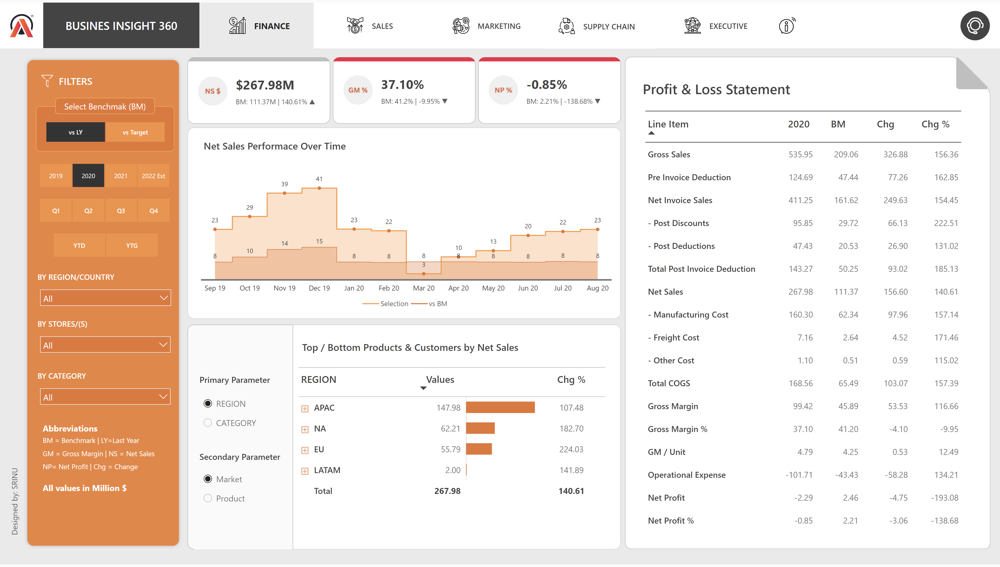 BUSINES INSIGHT 360
FINANCE
SALES
MARKETING
SUPPLY CHAIN
EXECUTIVE
®
FILTERS
Select Benchmak (BM)
vs LY
vs Target
2019
2020
2021
2022 Est
Q1
Q2
Q3
Q4
YTD
YTG
BY REGION/COUNTRY
All
BY STORES/(S)
All
BY CATEGORY
All
Abbreviations
BM = Benchmark | LY=Last Year
GM = Gross Margin | NS = Net Sales
NP= Net Profit | Chg = Change
All values in Million $
Designed by: SRINU
NS $
$267.98M
BM: 111.37M | 140.61% ▲
GM %
37.10%
BM: 41.2% | -9.95% ▼
NP %
-0.85%
BM: 2.21% | -138.68% ▼
Net Sales Performace Over Time
23 29 39 41 23 22 3 10 13 20 22 23
8 10 14 15 8 8 8 8 8 8 8 8
Sep 19 Oct 19 Nov 19 Dec 19 Jan 20 Feb 20 Mar 20 Apr 20 May 20 Jun 20 Jul 20 Aug 20
Selection vs BM
Primary Parameter
REGION
CATEGORY
Secondary Parameter
Market
Product
Top / Bottom Products & Customers by Net Sales
REGION Values Chg %
APAC 147.98 107.48
NA 62.21 182.70
EU 55.79 224.03
LATAM 2.00 141.89
Total 267.98 140.61
Profit & Loss Statement
Line Item 2020 BM Chg Chg %
Gross Sales 535.95 209.06 326.88 156.36
Pre Invoice Deduction 124.69 47.44 77.26 162.85
Net Invoice Sales 411.25 161.62 249.63 154.45
- Post Discounts 95.85 29.72 66.13 222.51
- Post Deductions 47.43 20.53 26.90 131.02
Total Post Invoice Deduction 143.27 50.25 93.02 185.13
Net Sales 267.98 111.37 156.60 140.61
- Manufacturing Cost 160.30 62.34 97.96 157.14
- Freight Cost 7.16 2.64 4.52 171.46
- Other Cost 1.10 0.51 0.59 115.02
Total COGS 168.56 65.49 103.07 157.39
Gross Margin 99.42 45.89 53.53 116.66
Gross Margin % 37.10 41.20 -4.10 -9.95
GM / Unit 4.79 4.25 0.53 12.49
Operational Expense -101.71 -43.43 -58.28 134.21
Net Profit -2.29 2.46 -4.75 -193.08
Net Profit % -0.85 2.21 -3.06 -138.68